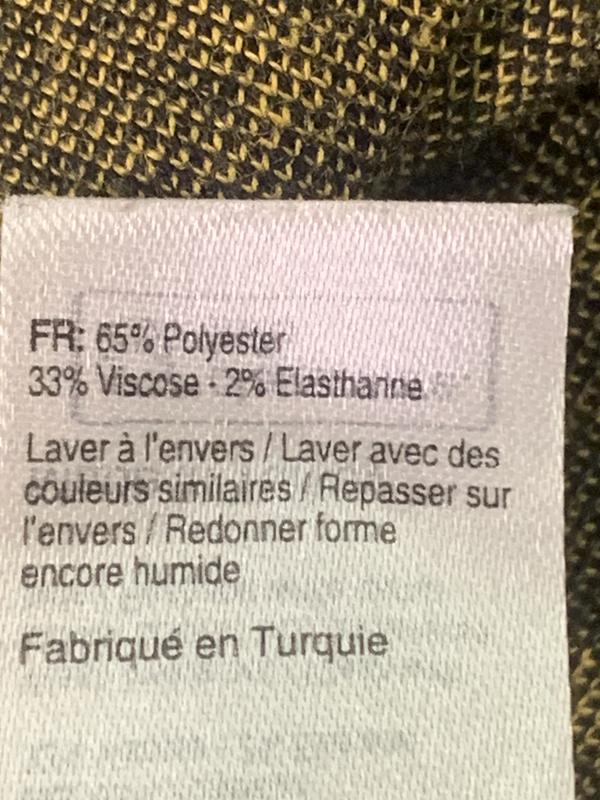 FR: 65% Polyester
33% Viscose - 2% Elasthanne
Laver à l'envers / Laver avec des
couleurs similaires / Repasser sur
l'envers / Redonner forme
encore humide
Fabriqué en Turquie